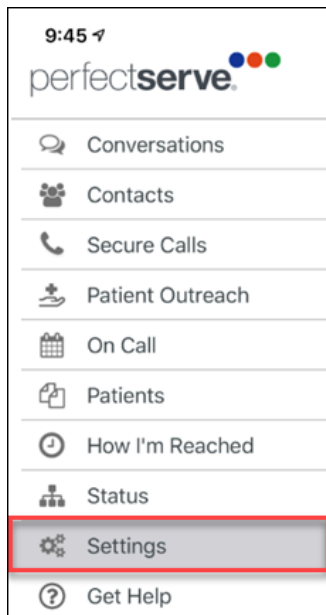 9:45
perfectserve.
Conversations
Contacts
Secure Calls
Patient Outreach
On Call
Patients
How I'm Reached
Status
Settings
Get Help